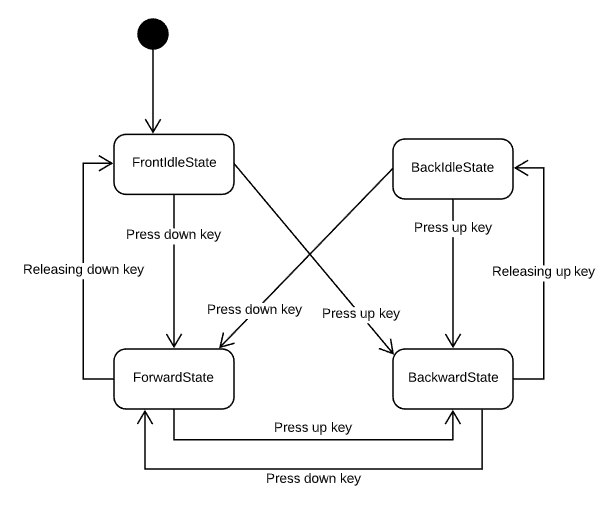 FrontIdleState
BackIdleState
Press down key
Press up key
Releasing down key
Releasing up key
Press down key
Press up key
ForwardState
BackwardState
Press up key
Press down key